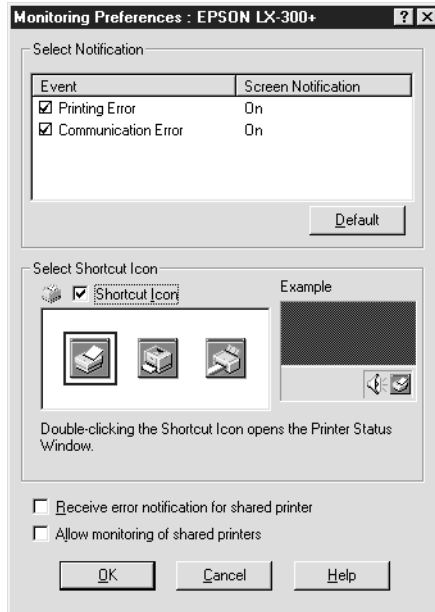 Monitoring Preferences : EPSON LX-300+
Select Notification
Event Screen Notification
Printing Error On
Communication Error On
Default
Select Shortcut Icon
Shortcut Icon
Example
Double-clicking the Shortcut Icon opens the Printer Status
Window.
Receive error notification for shared printer
Allow monitoring of shared printers
OK Cancel Help